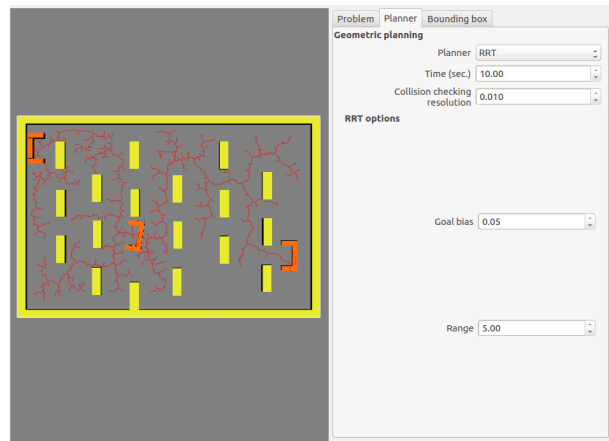 Problem Planner Bounding box
Geometric planning
Planner RRT
Time (sec.) 10.00
Collision checking
resolution 0.010
RRT options
Goal bias 0.05
Range 5.00